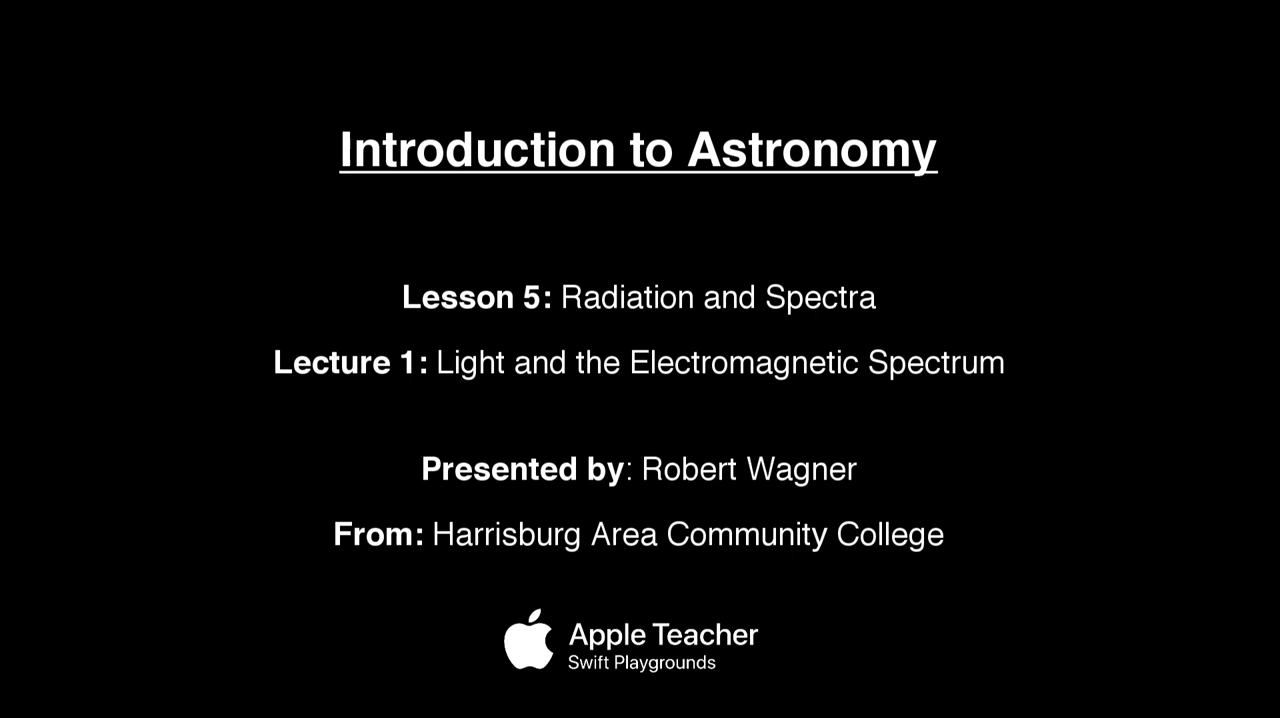 Introduction to Astronomy
Lesson 5: Radiation and Spectra
Lecture 1: Light and the Electromagnetic Spectrum
Presented by: Robert Wagner
From: Harrisburg Area Community College
Apple Teacher
Swift Playgrounds